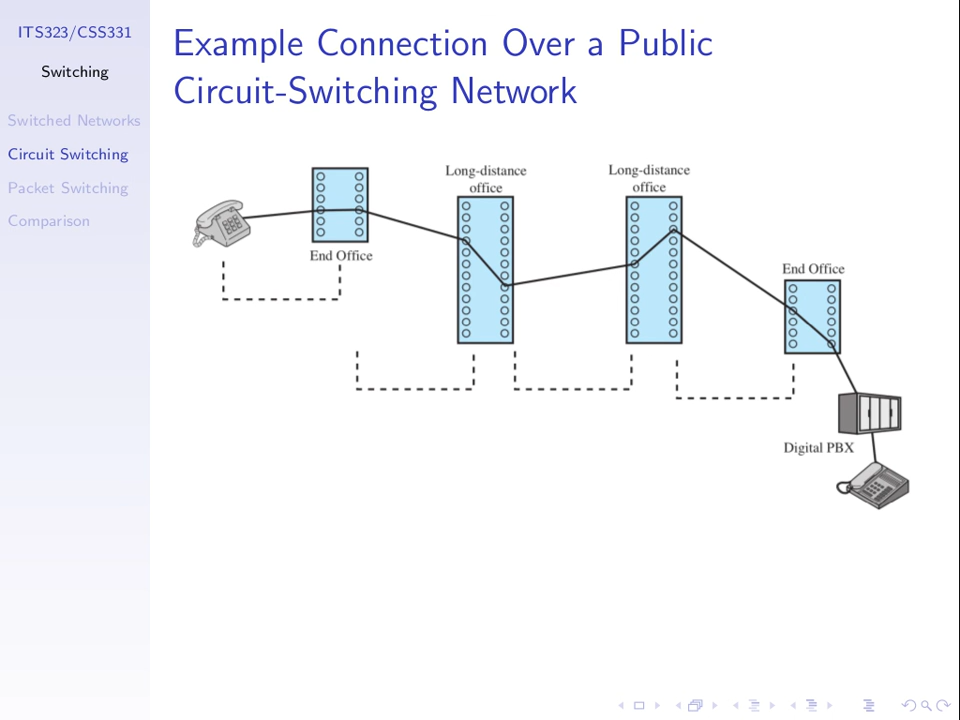 ITS323/CSS331
Switching
Switched Networks
Circuit Switching
Packet Switching
Comparison
Example Connection Over a Public
Circuit-Switching Network
Long-distance
office
Long-distance
office
End Office
End Office
Digital PBX